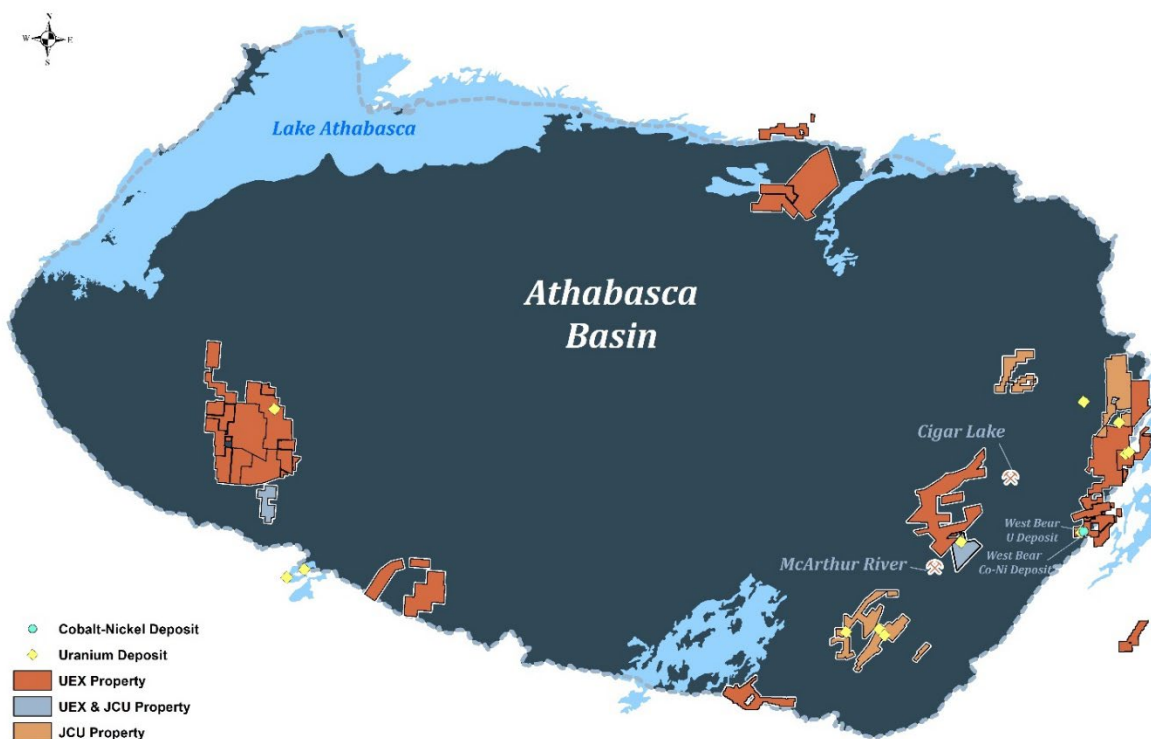 N
W E
S
Lake Athabasca
Athabasca
Basin
Cigar Lake
West Bear
U Deposit
McArthur River
West Bear
Co-Ni Deposit
Cobalt-Nickel Deposit
Uranium Deposit
UEX Property
UEX & JCU Property
JCU Property